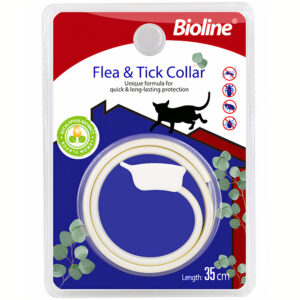 Bioline®
Flea & Tick Collar
Unique formula for
quick & long-lasting protection
Length: 35 cm